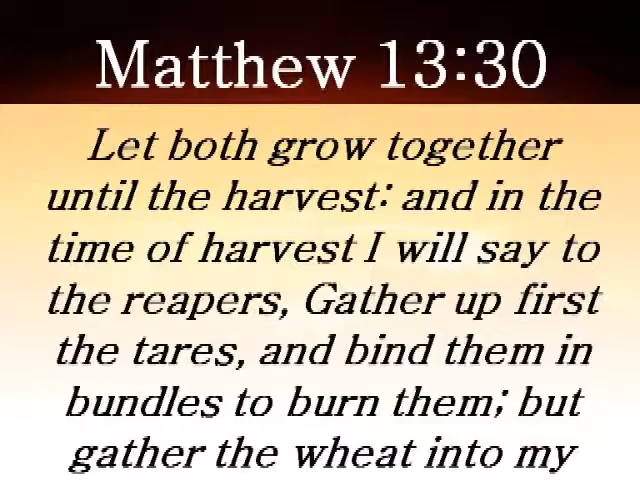 Matthew 13:30
Let both grow together
until the harvest: and in the
time of harvest I will say to
the reapers, Gather up first
the tares, and bind them in
bundles to burn them; but
gather the wheat into my